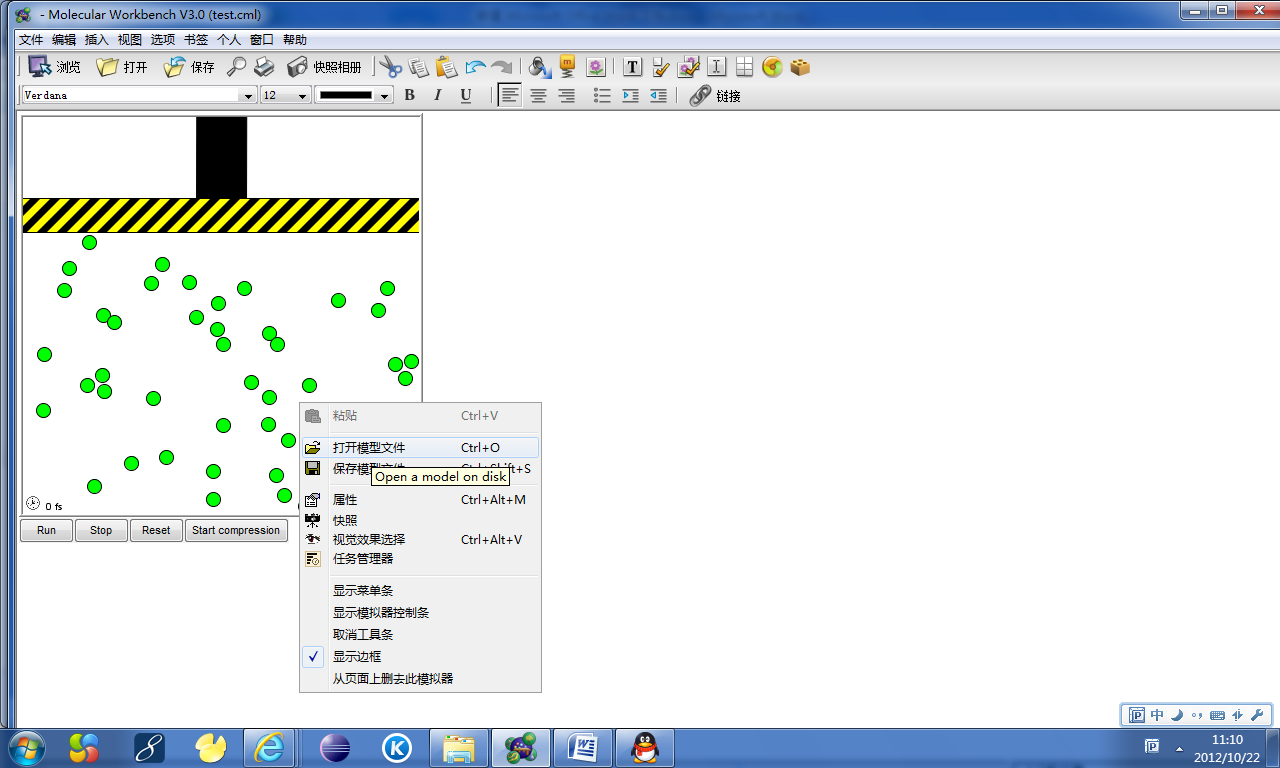 - Molecular Workbench V3.0 (test.cml)
文件 编辑 插入 视图 选项 书签 个人 窗口 帮助
浏览 打开 保存 快照相册
Verdana 12 B I U 链接
0 fs
Run Stop Reset Start compression
粘贴 Ctrl+V
打开模型文件 Ctrl+O
保存模型文件 Ctrl+Shift+S
Open a model on disk
属性 Ctrl+Alt+M
快照
视觉效果选择 Ctrl+Alt+V
任务管理器
显示菜单条
显示模拟器控制条
取消工具条
显示边框
从页面上删去此模拟器
中
11:10
2012/10/22